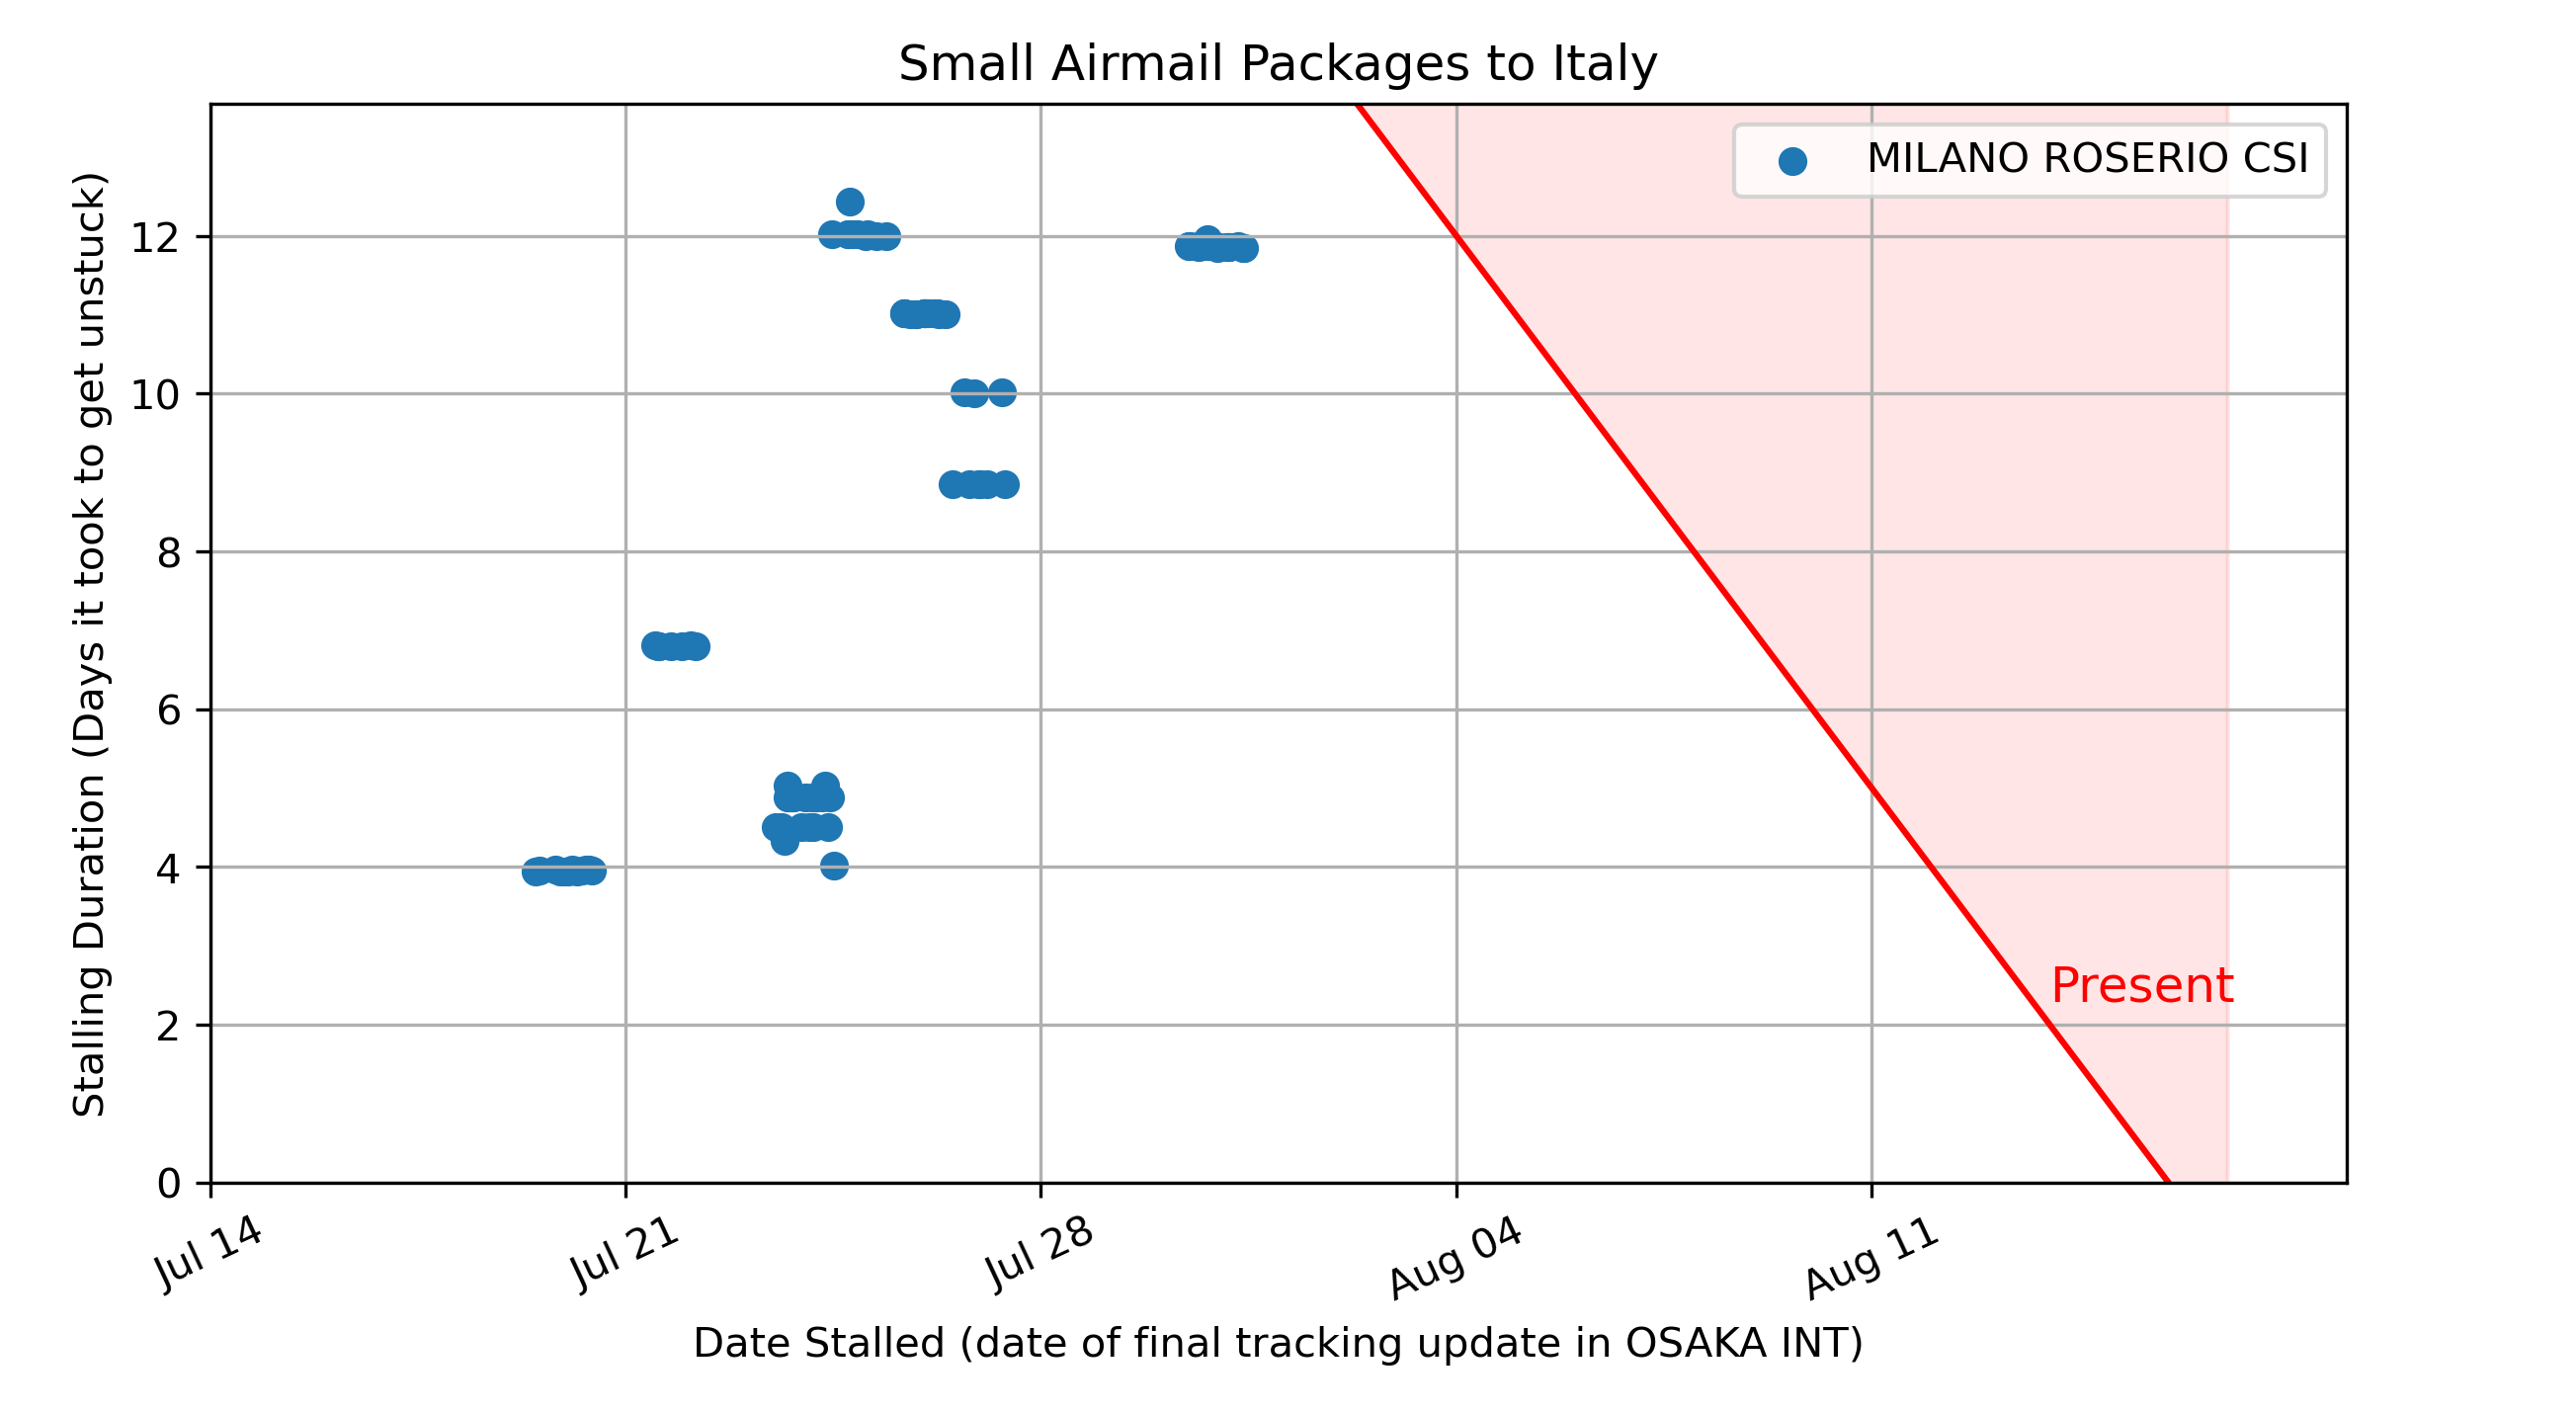 Small Airmail Packages to Italy
MILANO ROSERIO CSI
Stalling Duration (Days it took to get unstuck)
12
10
8
6
4
2
0
Present
Jul 14
Jul 21
Jul 28
Aug 04
Aug 11
Date Stalled (date of final tracking update in OSAKA INT)